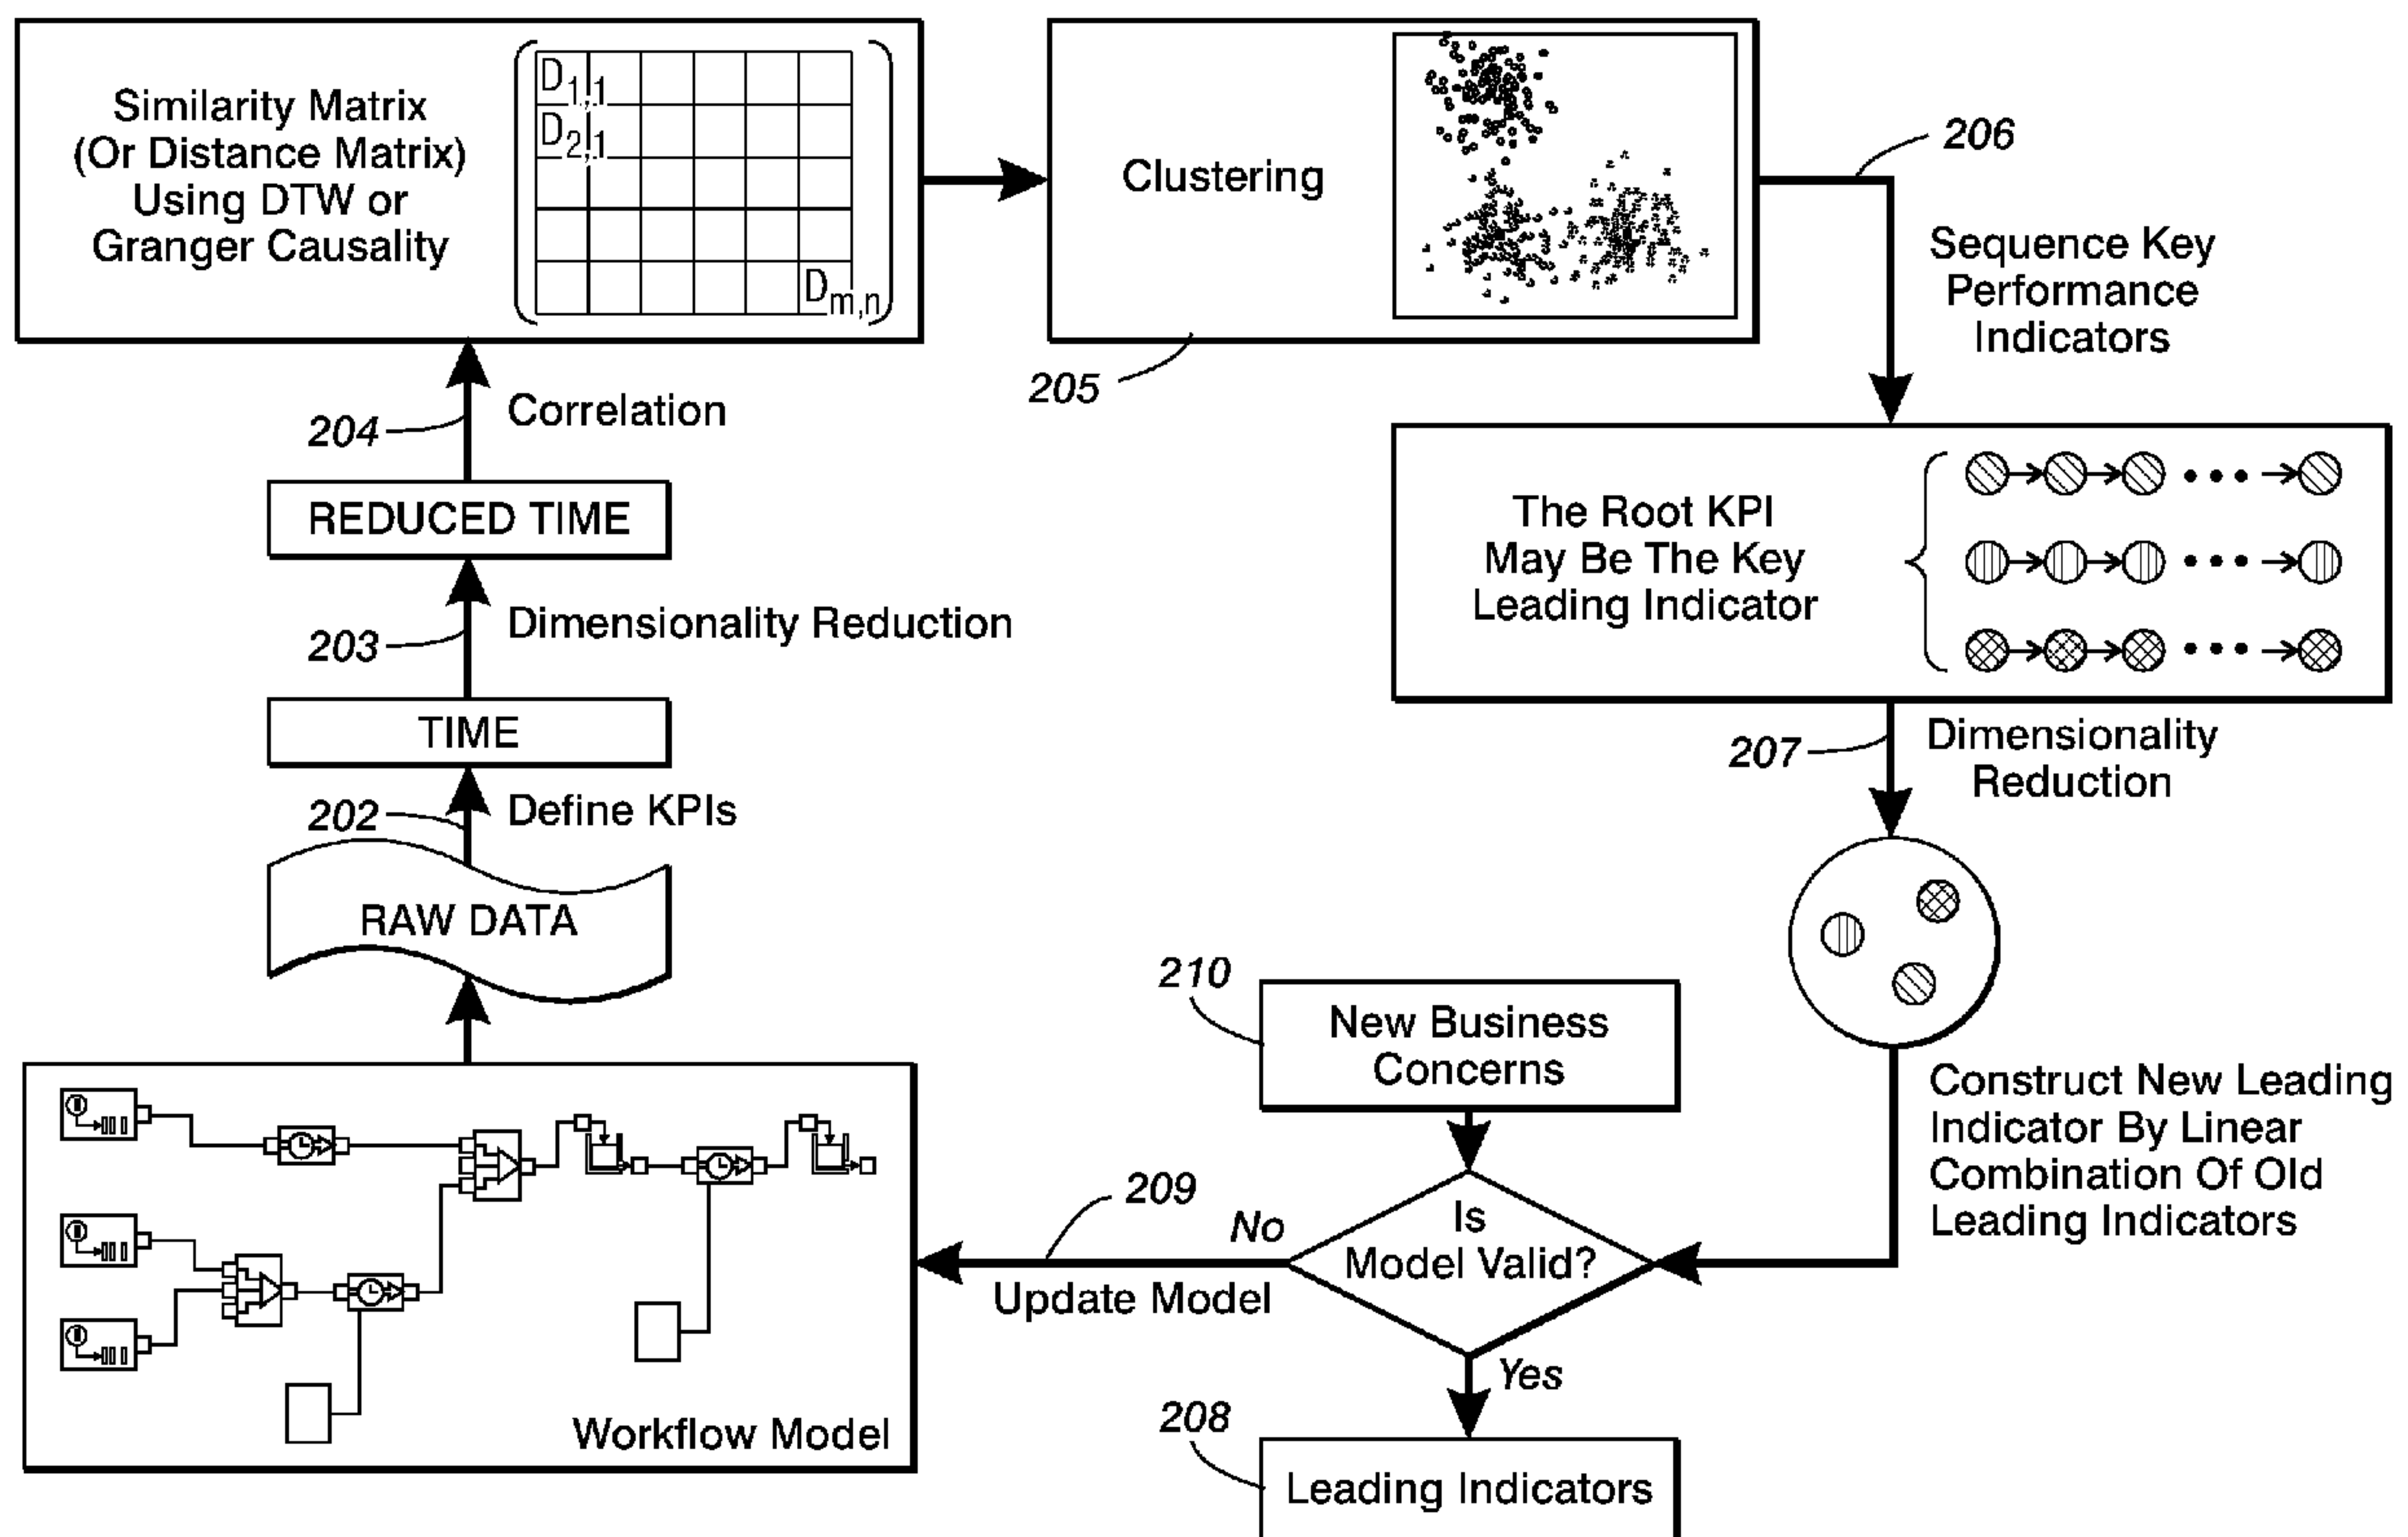 Similarity Matrix
(Or Distance Matrix)
Using DTW or
Granger Causality
D1,1
D2,1
Dm,n
Clustering
205
206
Sequence Key
Performance
Indicators
204
Correlation
REDUCED TIME
203
Dimensionality Reduction
TIME
202
Define KPIs
RAW DATA
Workflow Model
The Root KPI
May Be The Key
Leading Indicator
207
Dimensionality
Reduction
Construct New Leading
Indicator By Linear
Combination Of Old
Leading Indicators
210
New Business
Concerns
Is
Model Valid?
No
209
Update Model
Yes
208
Leading Indicators